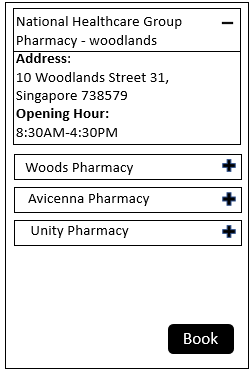 National Healthcare Group
Pharmacy - woodlands
Address:
10 Woodlands Street 31,
Singapore 738579
Opening Hour:
8:30AM-4:30PM
Woods Pharmacy
Avicenna Pharmacy
Unity Pharmacy
Book